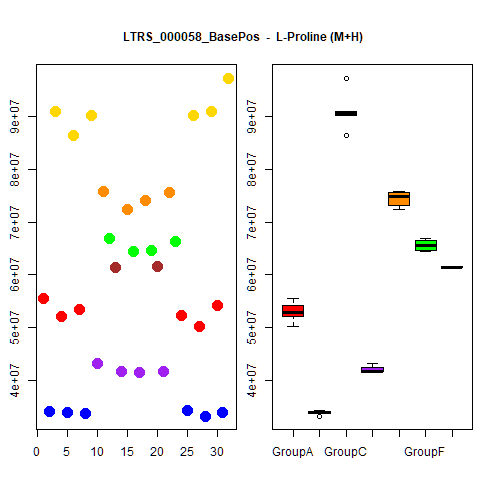 LTRS_000058_BasePos - L-Proline (M+H)
9e+07 9e+07
8e+07 8e+07
7e+07 7e+07
6e+07 6e+07
5e+07 5e+07
4e+07 4e+07
0 5 10 15 20 25 30 GroupA GroupC GroupF